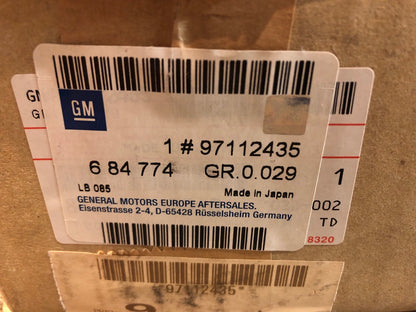 GM
1 # 97112435
6 84 774 GR.0.029
LB 085 Made in Japan
GENERAL MOTORS EUROPE AFTERSALES.
Eisenstrasse 2-4, D-65428 Rüsselsheim Germany
1
002
TD
8320
*97112435*